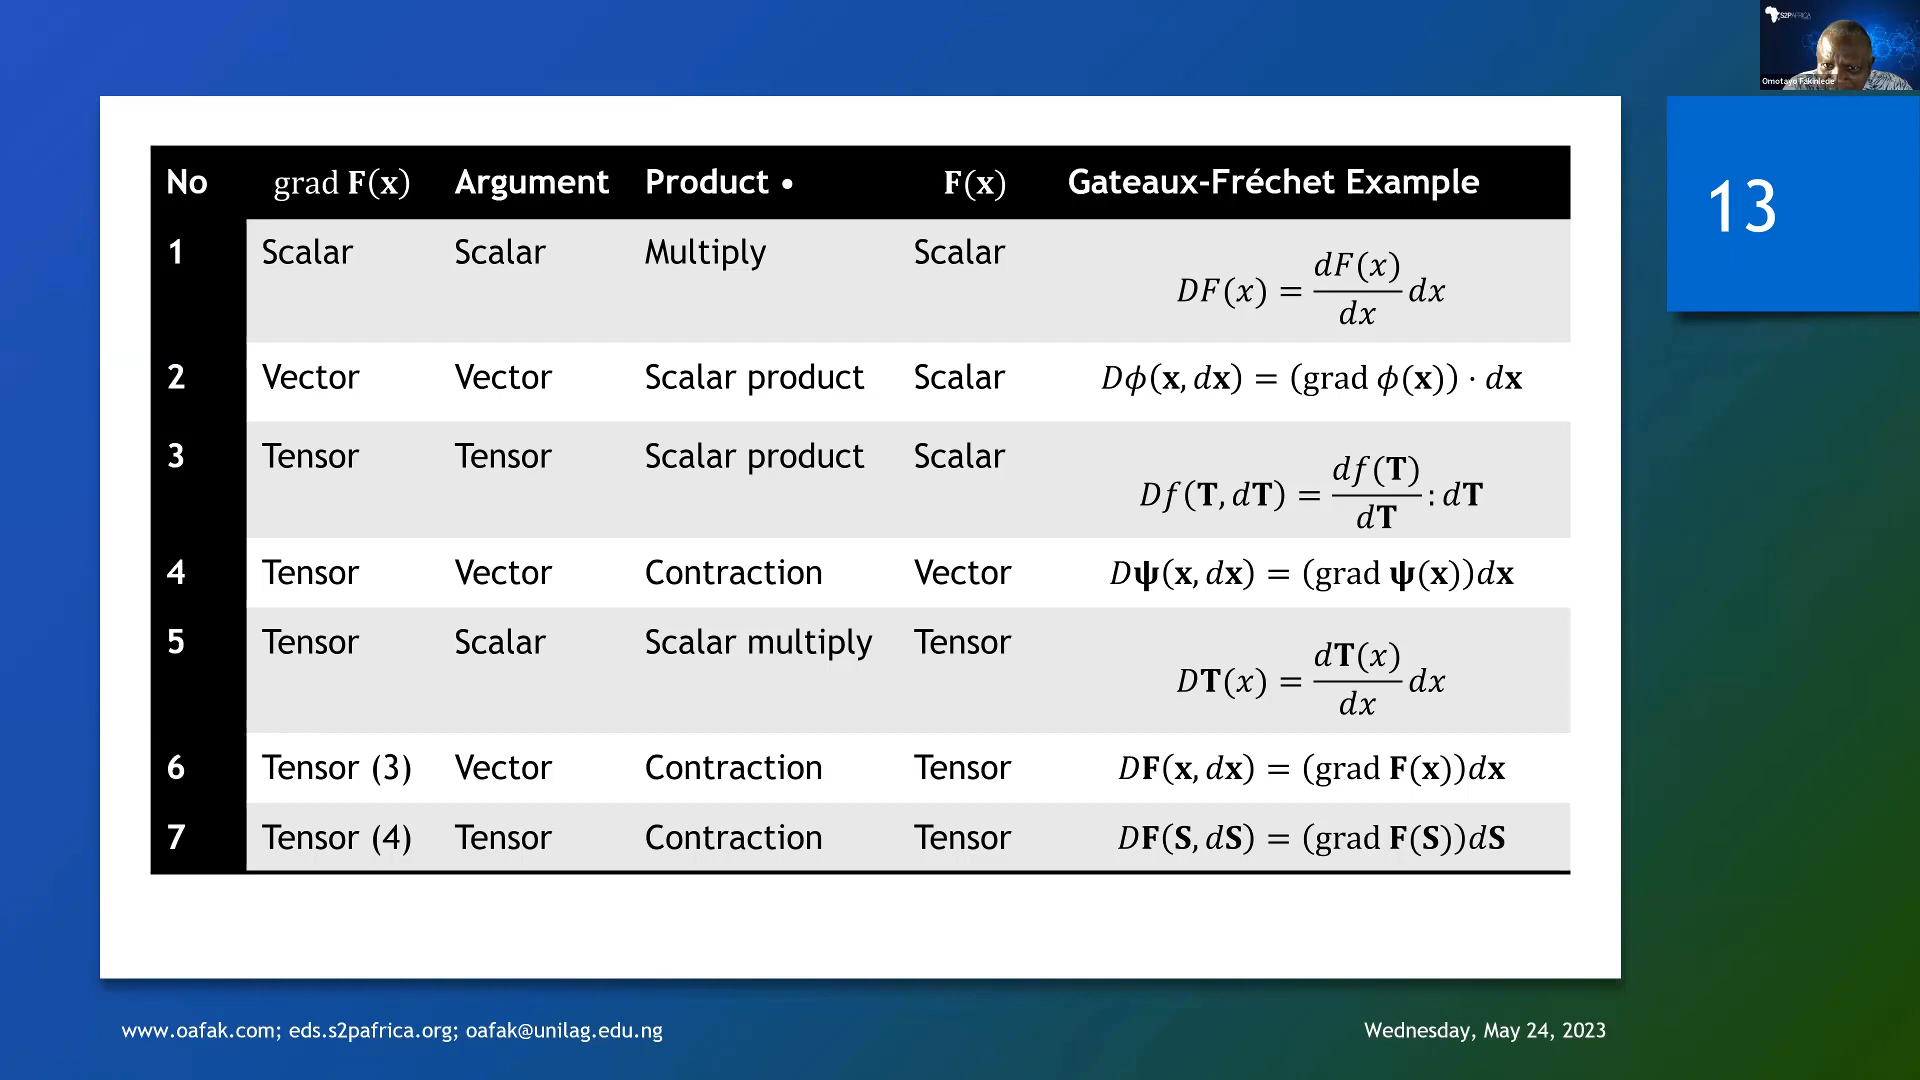 S2PAFRICA
Omotayo Fakinlede
13
No grad F(x) Argument Product • F(x) Gateaux-Fréchet Example
1 Scalar Scalar Multiply Scalar DF(x) = dF(x)/dx dx
2 Vector Vector Scalar product Scalar Dϕ(x, dx) = (grad ϕ(x)) · dx
3 Tensor Tensor Scalar product Scalar Df(T, dT) = df(T)/dT : dT
4 Tensor Vector Contraction Vector Dψ(x, dx) = (grad ψ(x))dx
5 Tensor Scalar Scalar multiply Tensor DT(x) = dT(x)/dx dx
6 Tensor (3) Vector Contraction Tensor DF(x, dx) = (grad F(x))dx
7 Tensor (4) Tensor Contraction Tensor DF(S, dS) = (grad F(S))dS
www.oafak.com; eds.s2pafrica.org; oafak@unilag.edu.ng
Wednesday, May 24, 2023